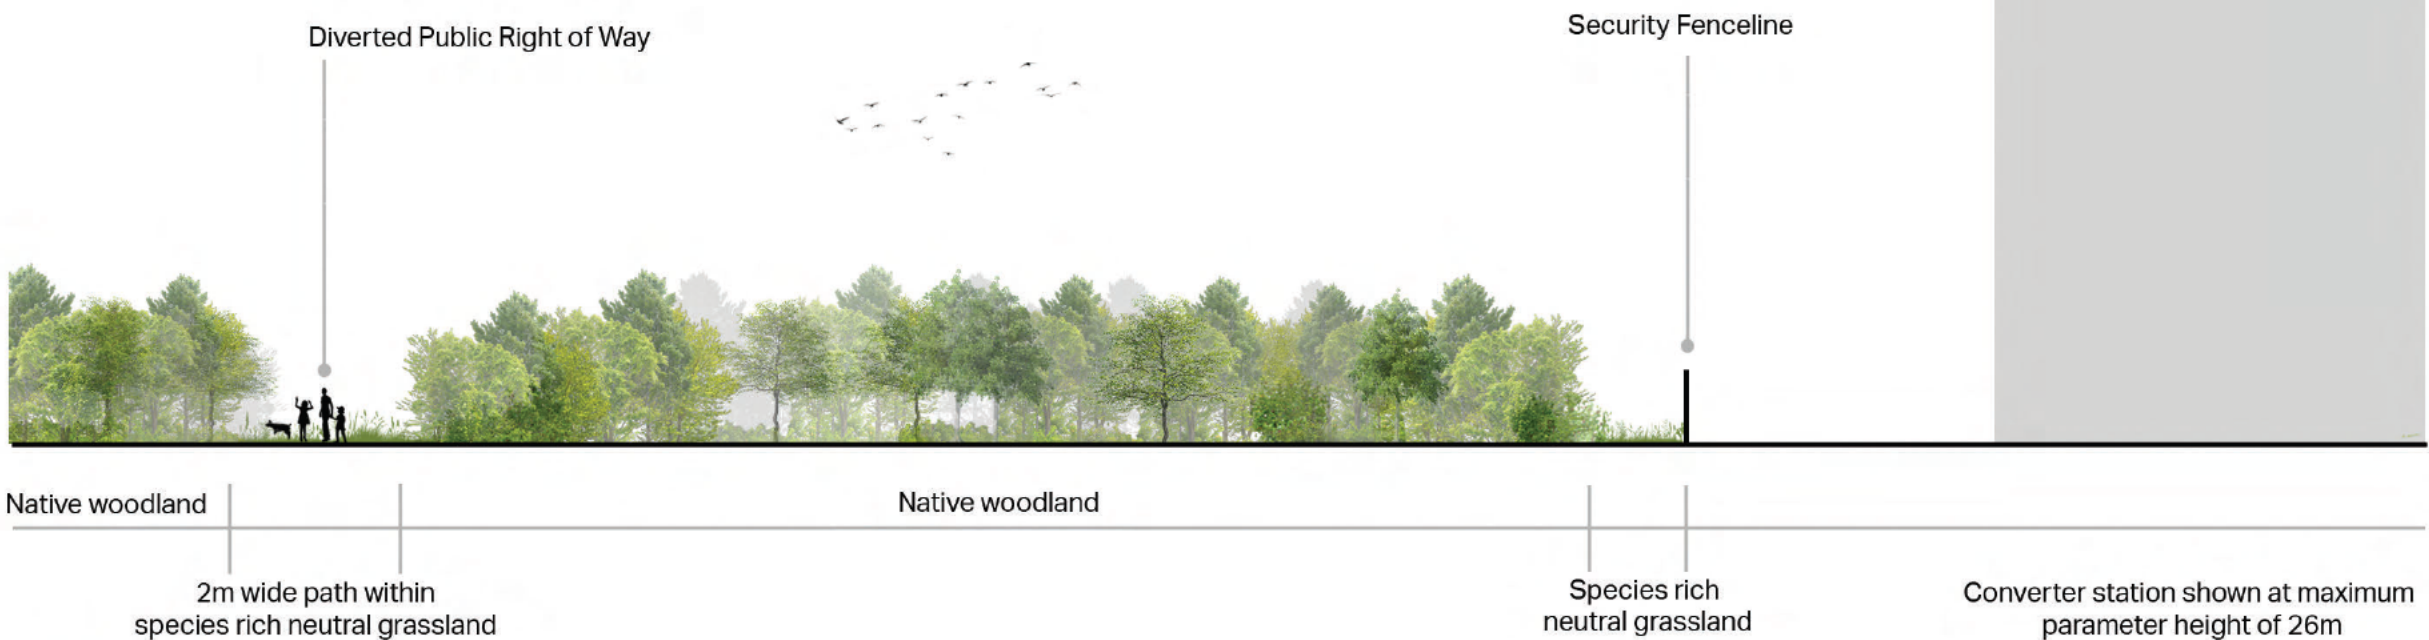 Diverted Public Right of Way
Security Fenceline
Native woodland
Native woodland
2m wide path within
species rich neutral grassland
Species rich
neutral grassland
Converter station shown at maximum
parameter height of 26m